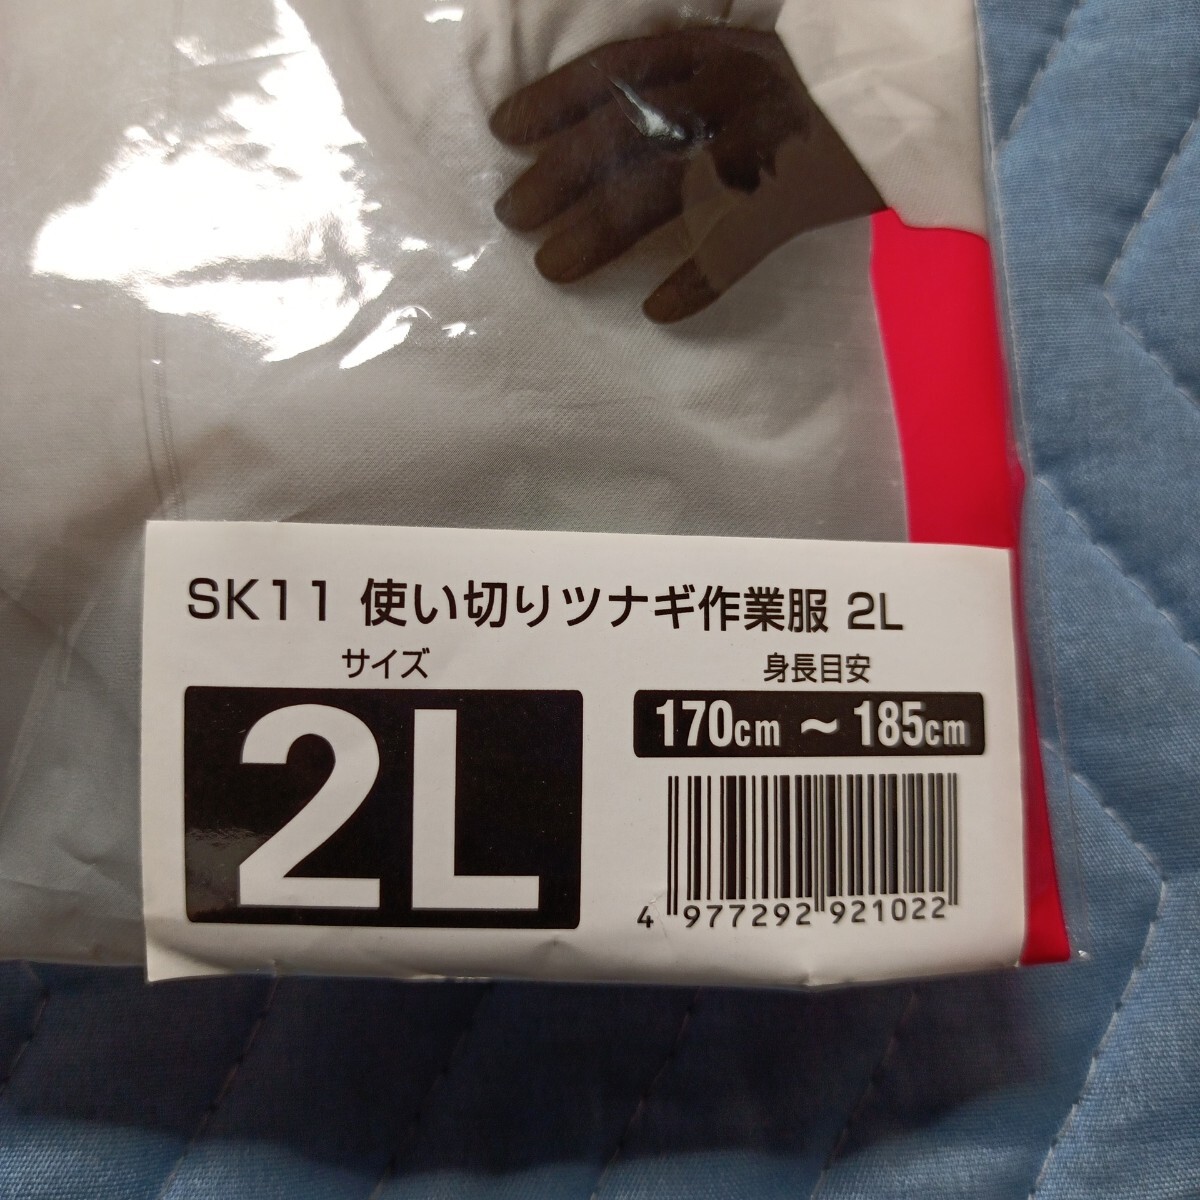 SK11 使い切りツナギ作業服 2L
サイズ
2L
身長目安
170cm ～ 185cm
4 977292 921022